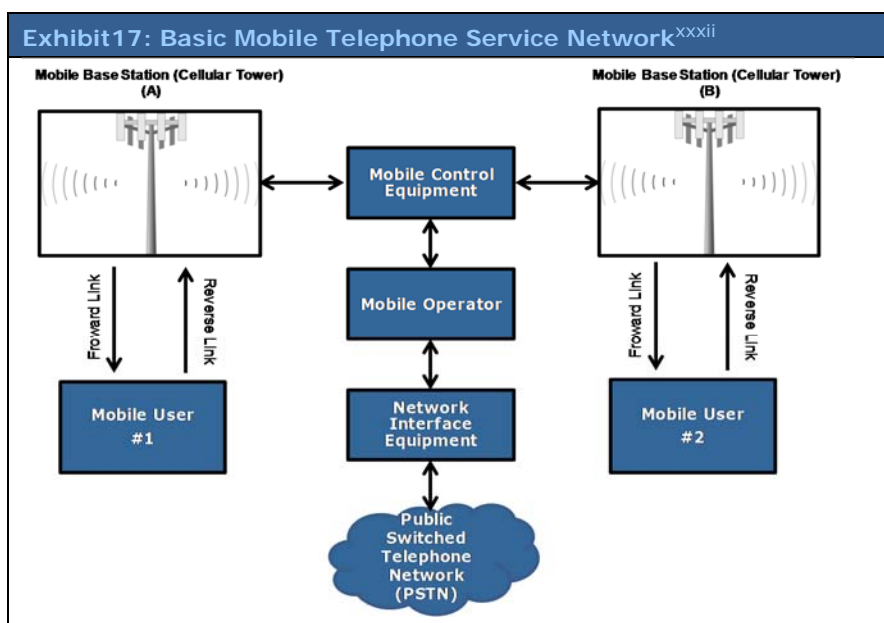 Exhibit17: Basic Mobile Telephone Service Network^xxxii
Mobile Base Station (Cellular Tower)
(A)
Mobile Base Station (Cellular Tower)
(B)
Mobile Control
Equipment
Mobile Operator
Network
Interface
Equipment
Public
Switched
Telephone
Network
(PSTN)
Froward Link
Reverse Link
Mobile User
#1
Froward Link
Reverse Link
Mobile User
#2